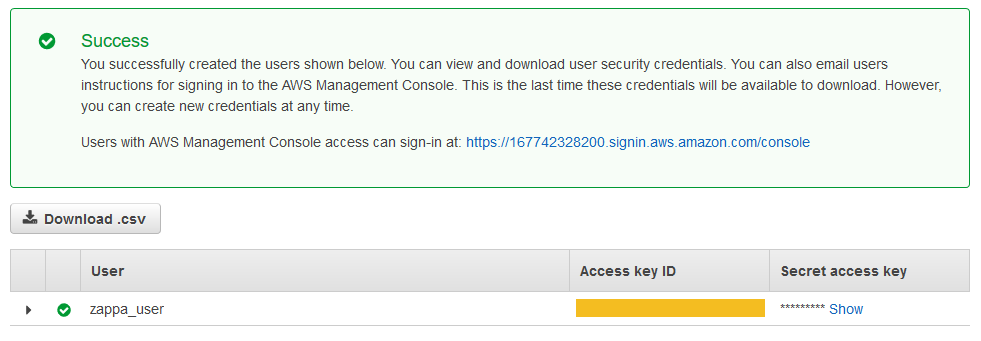 Success
You successfully created the users shown below. You can view and download user security credentials. You can also email users
instructions for signing in to the AWS Management Console. This is the last time these credentials will be available to download. However,
you can create new credentials at any time.
Users with AWS Management Console access can sign-in at: https://167742328200.signin.aws.amazon.com/console
Download .csv
User Access key ID Secret access key
zappa_user ********* Show